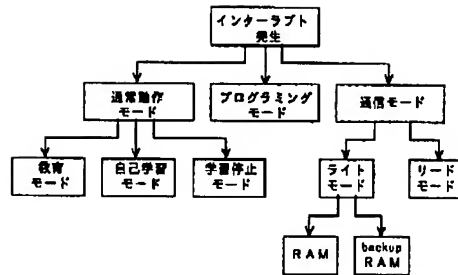 インターラプト
発生
通常動作
モード
プログラミング
モード
通信モード
教育
モード
自己学習
モード
学習停止
モード
ライト
モード
リード
モード
RAM
backup
RAM